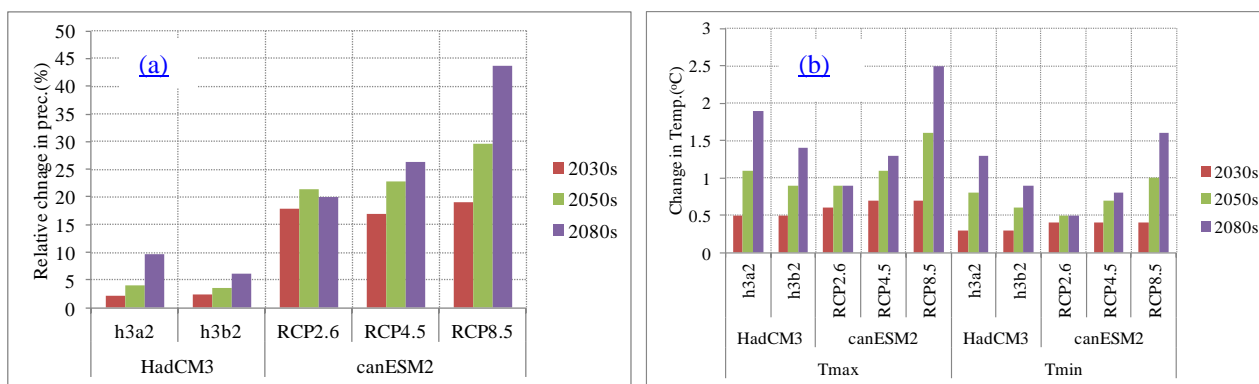 (a)
Relative chnage in prec.(%)
50
45
40
35
30
25
20
15
10
5
0
h3a2 h3b2 RCP2.6 RCP4.5 RCP8.5
HadCM3 canESM2
2030s
2050s
2080s
(b)
Change in Temp.(ºC)
3
2.5
2
1.5
1
0.5
0
h3a2 h3b2 RCP2.6 RCP4.5 RCP8.5 h3a2 h3b2 RCP2.6 RCP4.5 RCP8.5
HadCM3 canESM2 HadCM3 canESM2
Tmax Tmin
2030s
2050s
2080s